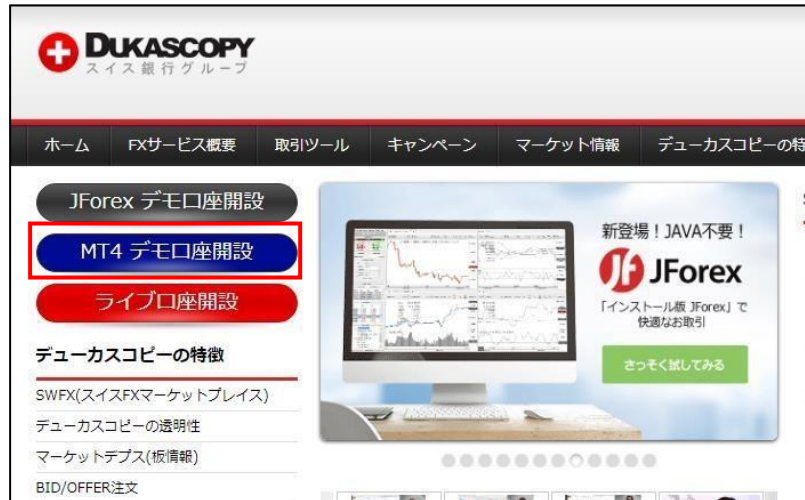 DUKASCOPY
スイス銀行グループ
ホーム FXサービス概要 取引ツール キャンペーン マーケット情報 デューカスコピーの特
JForex デモ口座開設
MT4 デモ口座開設
ライブ口座開設
新登場！JAVA不要！
JForex
「インストール版 JForex」で
快適なお取引
さっそく試してみる
デューカスコピーの特徴
SWFX(スイスFXマーケットプレイス)
デューカスコピーの透明性
マーケットデプス(板情報)
BID/OFFER注文